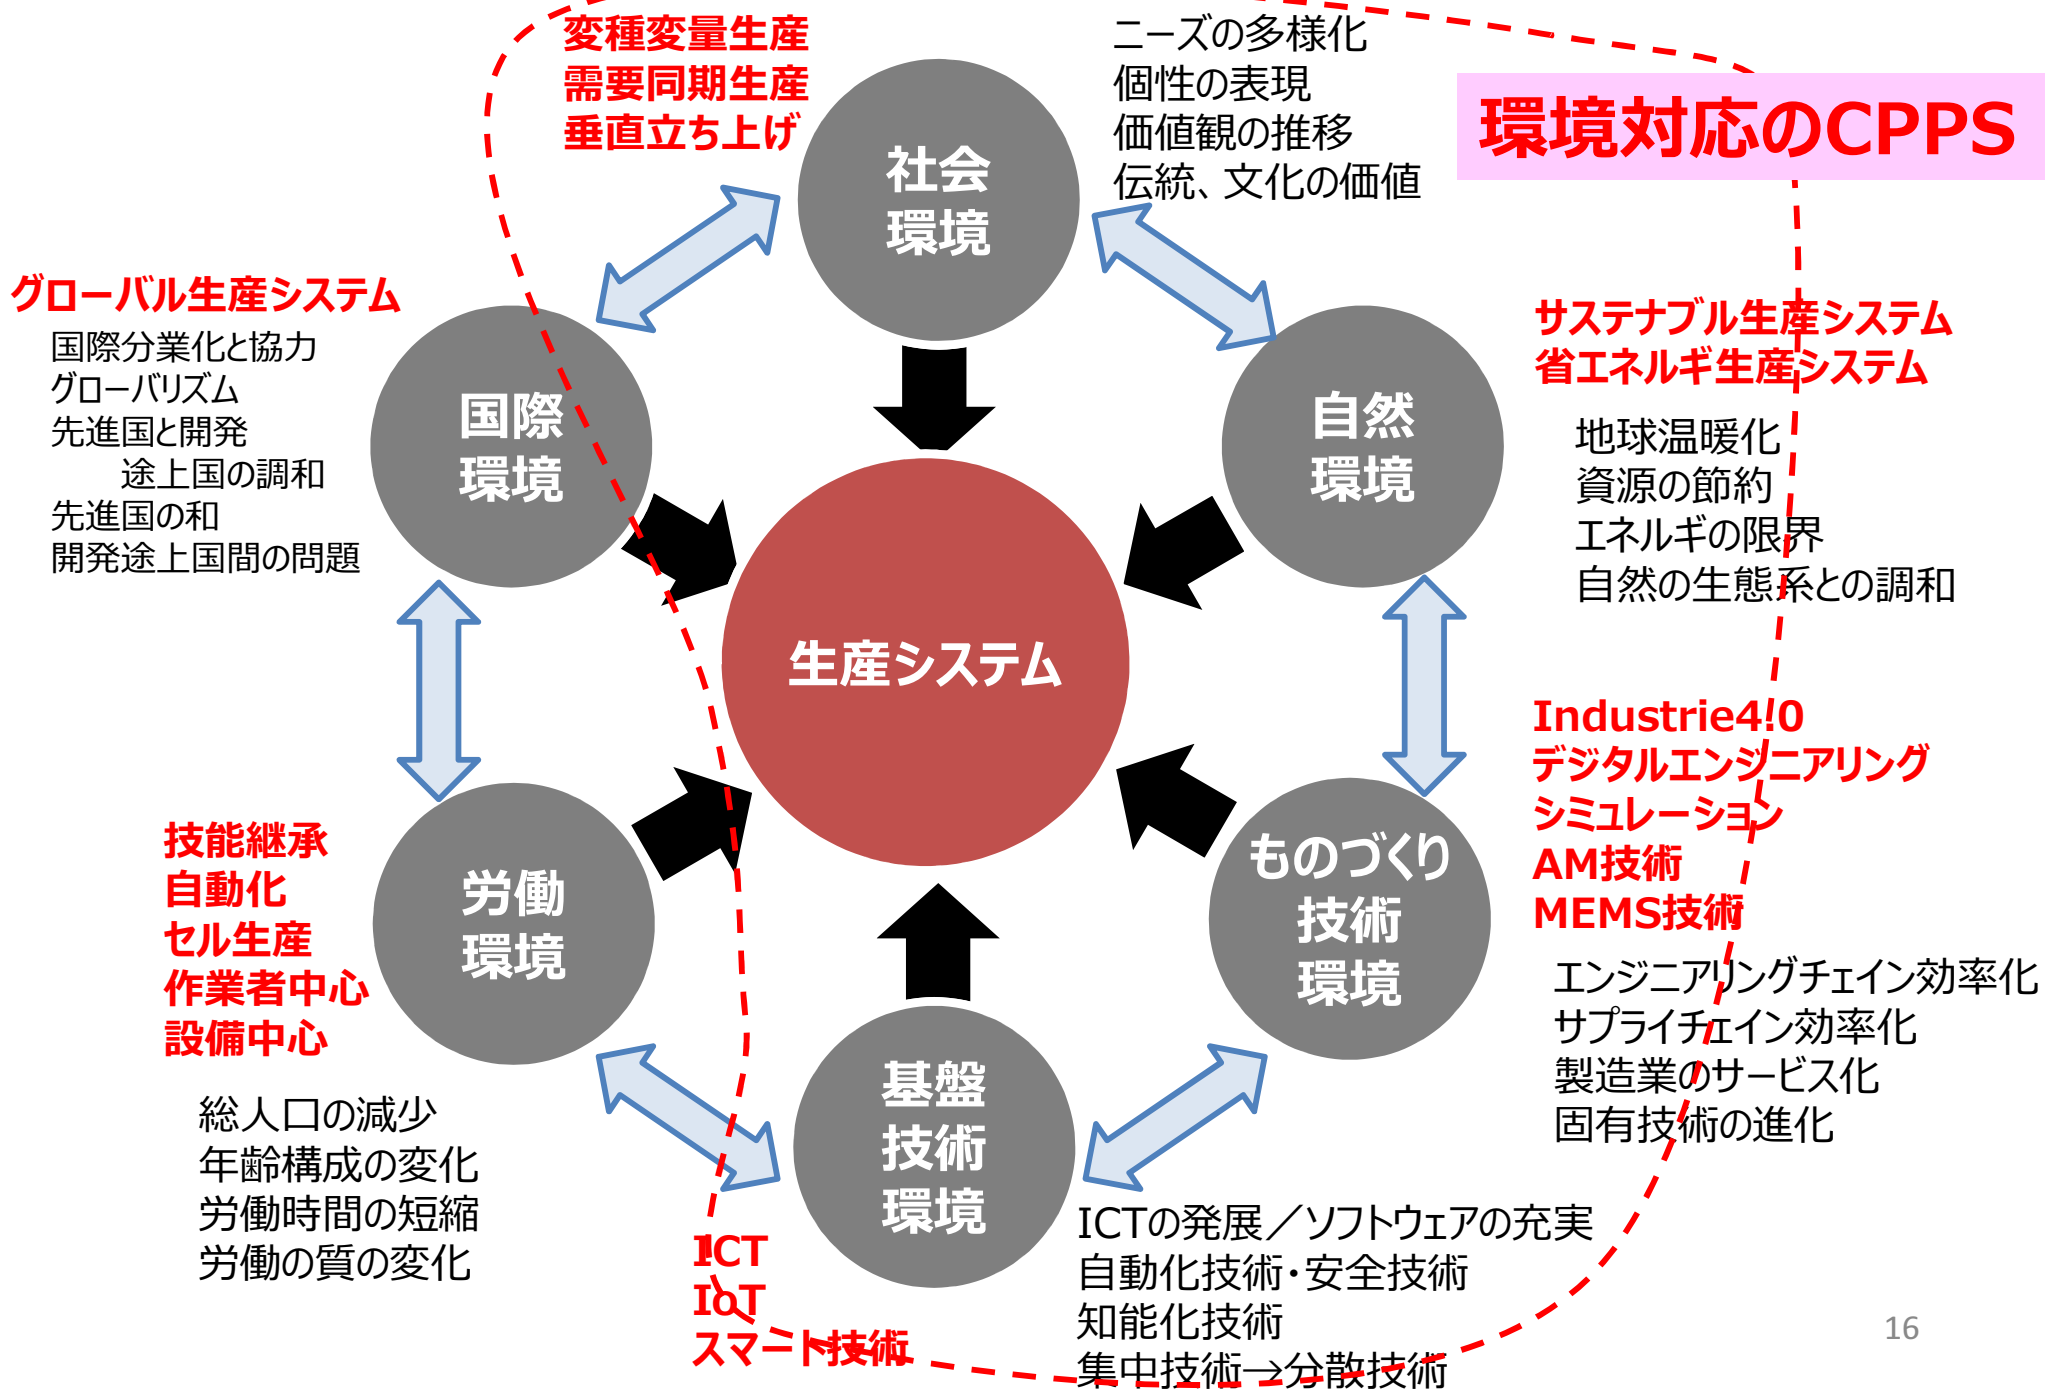 変種変量生産
需要同期生産
垂直立ち上げ
ニーズの多様化
個性の表現
価値観の推移
伝統、文化の価値
環境対応のCPPS
社会
環境
グローバル生産システム
国際分業化と協力
グローバリズム
先進国と開発
途上国の調和
先進国の和
開発途上国間の問題
国際
環境
自然
環境
サステナブル生産システム
省エネルギ生産システム
地球温暖化
資源の節約
エネルギの限界
自然の生態系との調和
生産システム
Industrie4.0
デジタルエンジニアリング
シミュレーション
AM技術
MEMS技術
エンジニアリングチェイン効率化
サプライチェイン効率化
製造業のサービス化
固有技術の進化
ものづくり
技術
環境
技能継承
自動化
セル生産
作業者中心
設備中心
労働
環境
総人口の減少
年齢構成の変化
労働時間の短縮
労働の質の変化
基盤
技術
環境
ICT
IoT
スマート技術
ICTの発展／ソフトウェアの充実
自動化技術・安全技術
知能化技術
集中技術→分散技術
16